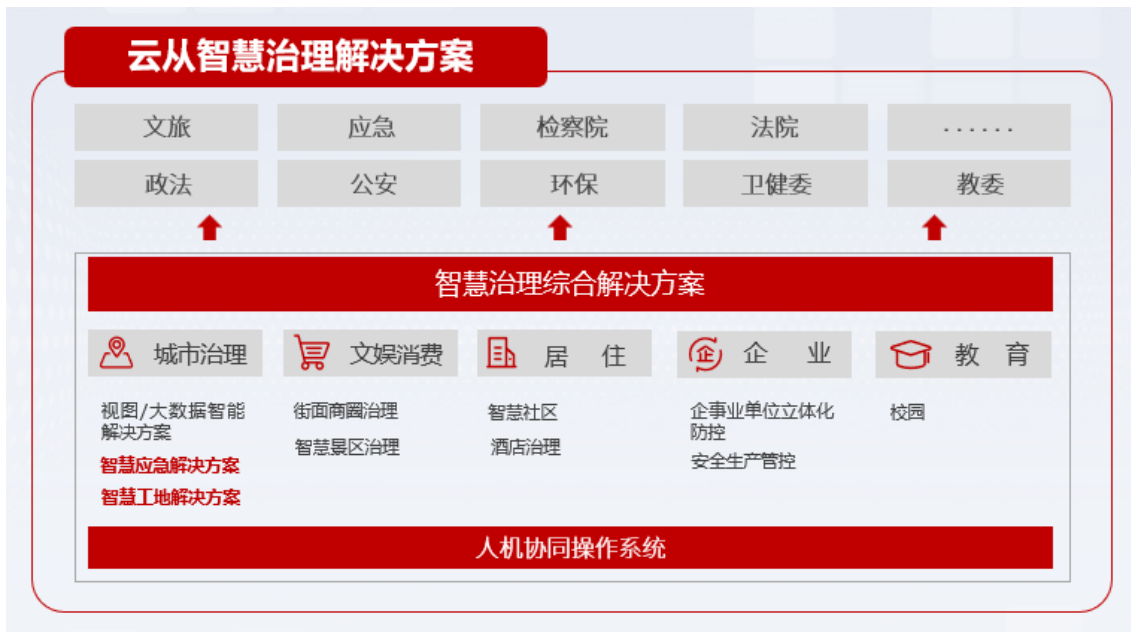 云从智慧治理解决方案
文旅 应急 检察院 法院 ······
政法 公安 环保 卫健委 教委
智慧治理综合解决方案
城市治理 文娱消费 居 住 企 业 教 育
视图/大数据智能
解决方案
智慧应急解决方案
智慧工地解决方案
街面商圈治理
智慧景区治理
智慧社区
酒店治理
企
企事业单位立体化
防控
安全生产管控
校园
人机协同操作系统